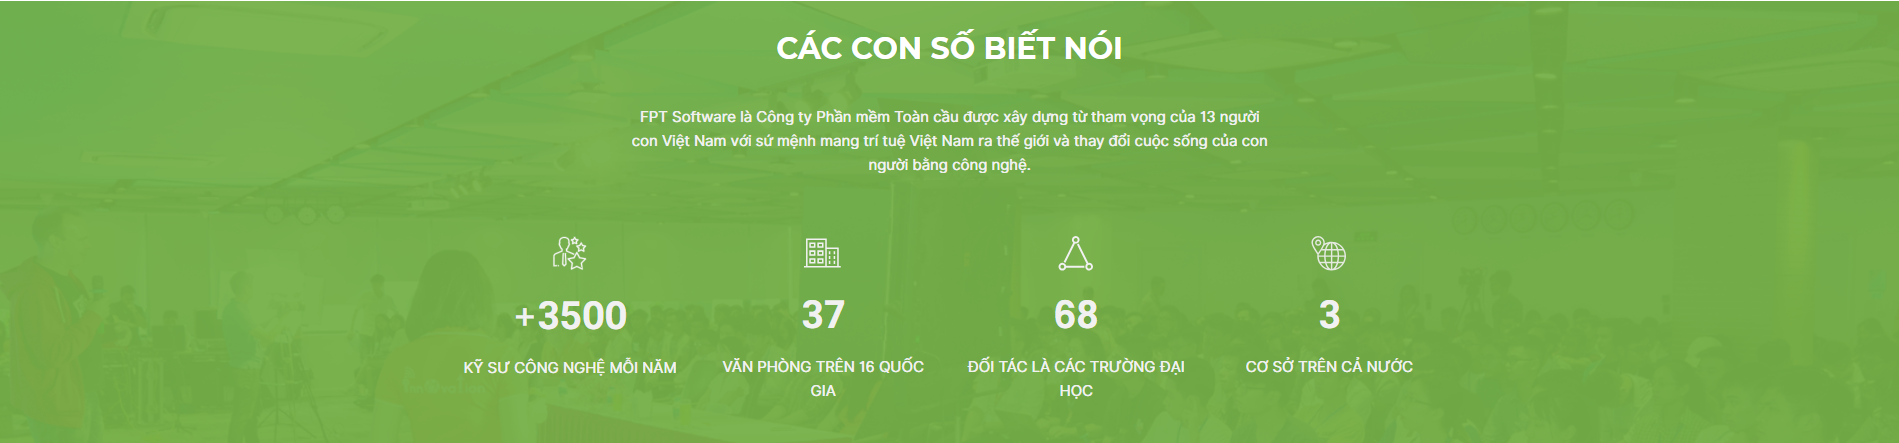 CÁC CON SỐ BIẾT NÓI
FPT Software là Công ty Phần mềm Toàn cầu được xây dựng từ tham vọng của 13 người
con Việt Nam với sứ mệnh mang trí tuệ Việt Nam ra thế giới và thay đổi cuộc sống của con
người bằng công nghệ.
+3500
KỸ SƯ CÔNG NGHỆ MỖI NĂM
37
VĂN PHÒNG TRÊN 16 QUỐC
GIA
68
ĐỐI TÁC LÀ CÁC TRƯỜNG ĐẠI
HỌC
3
CƠ SỞ TRÊN CẢ NƯỚC